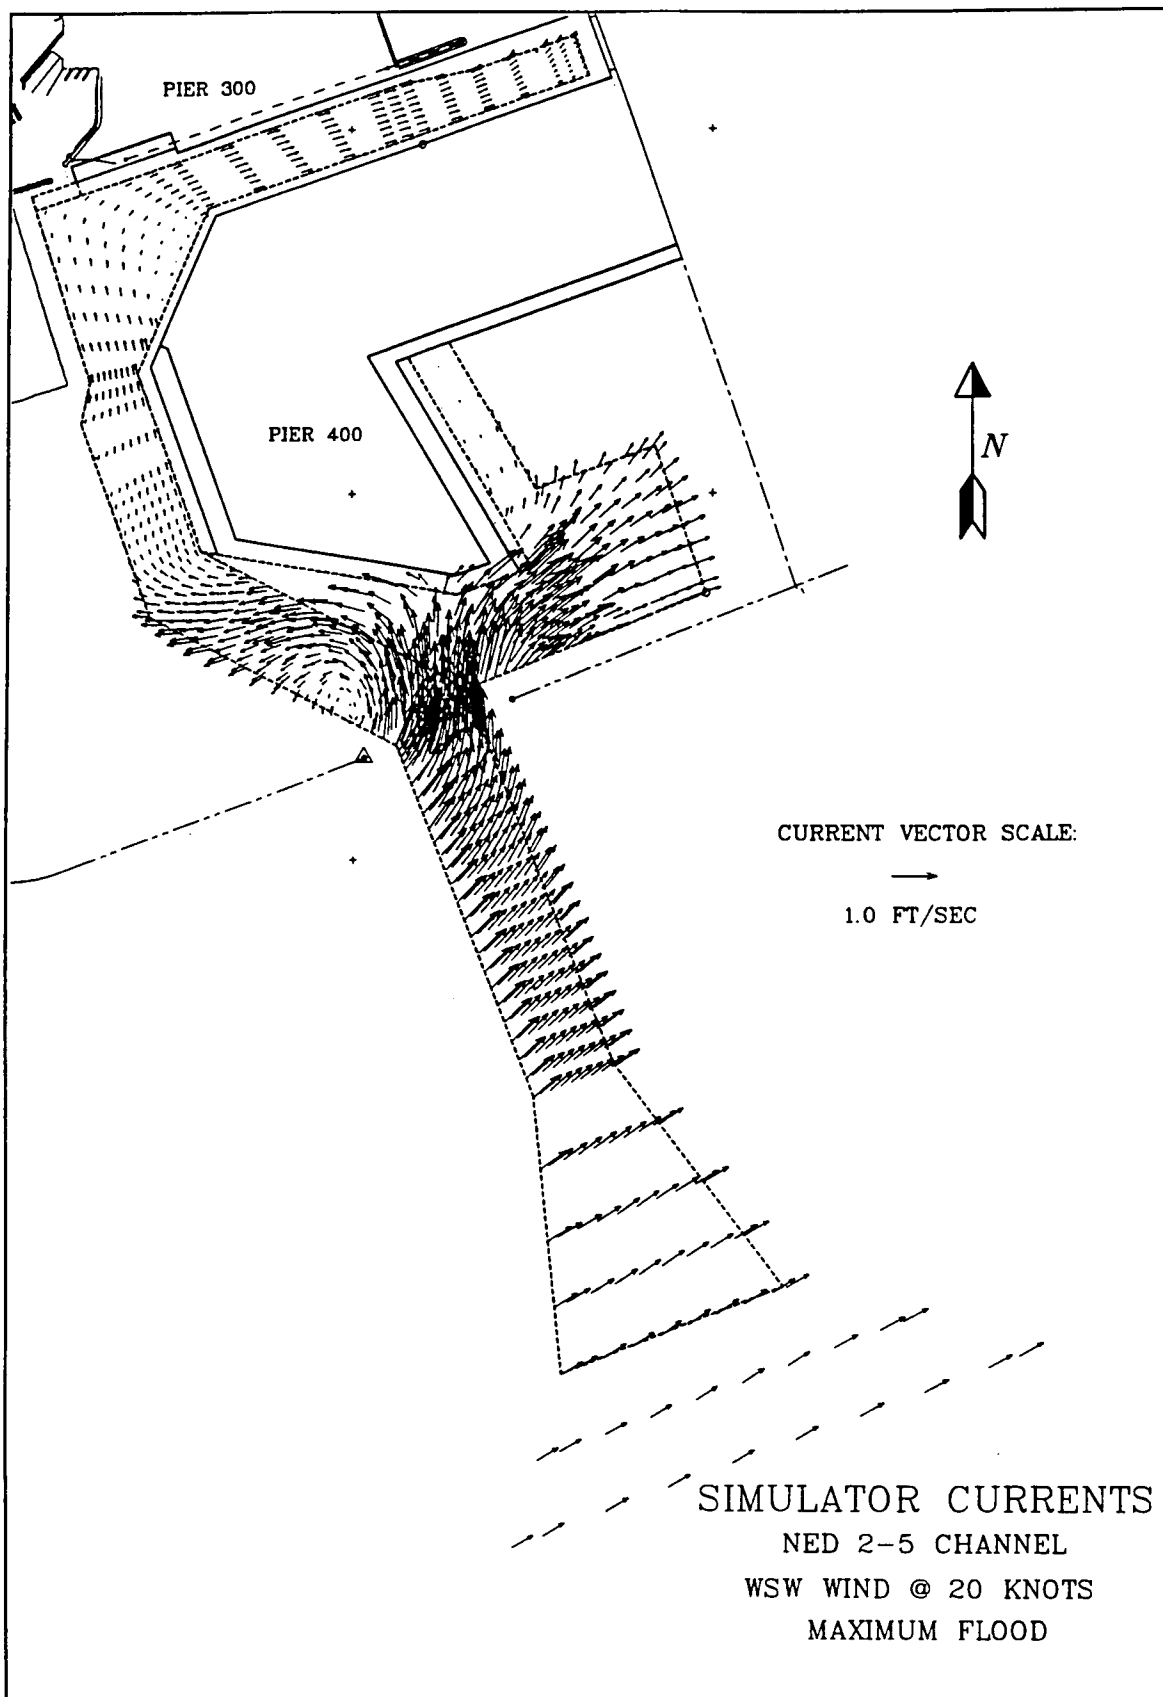 PIER 300
PIER 400
N
CURRENT VECTOR SCALE:
1.0 FT/SEC
SIMULATOR CURRENTS
NED 2-5 CHANNEL
WSW WIND @ 20 KNOTS
MAXIMUM FLOOD